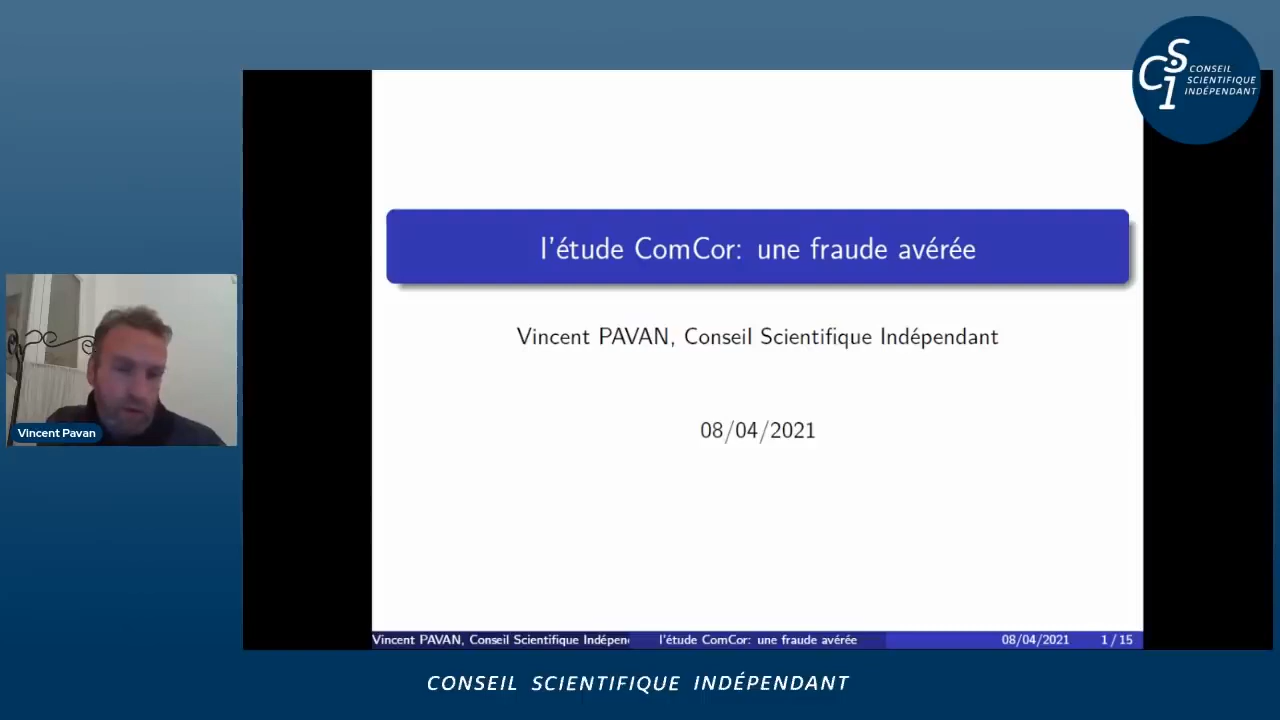 CSI
CONSEIL
SCIENTIFIQUE
INDÉPENDANT
l'étude ComCor: une fraude avérée
Vincent PAVAN, Conseil Scientifique Indépendant
08/04/2021
Vincent Pavan
Vincent PAVAN, Conseil Scientifique Indépen
l'étude ComCor: une fraude avérée
08/04/2021
1 / 15
CONSEIL SCIENTIFIQUE INDÉPENDANT